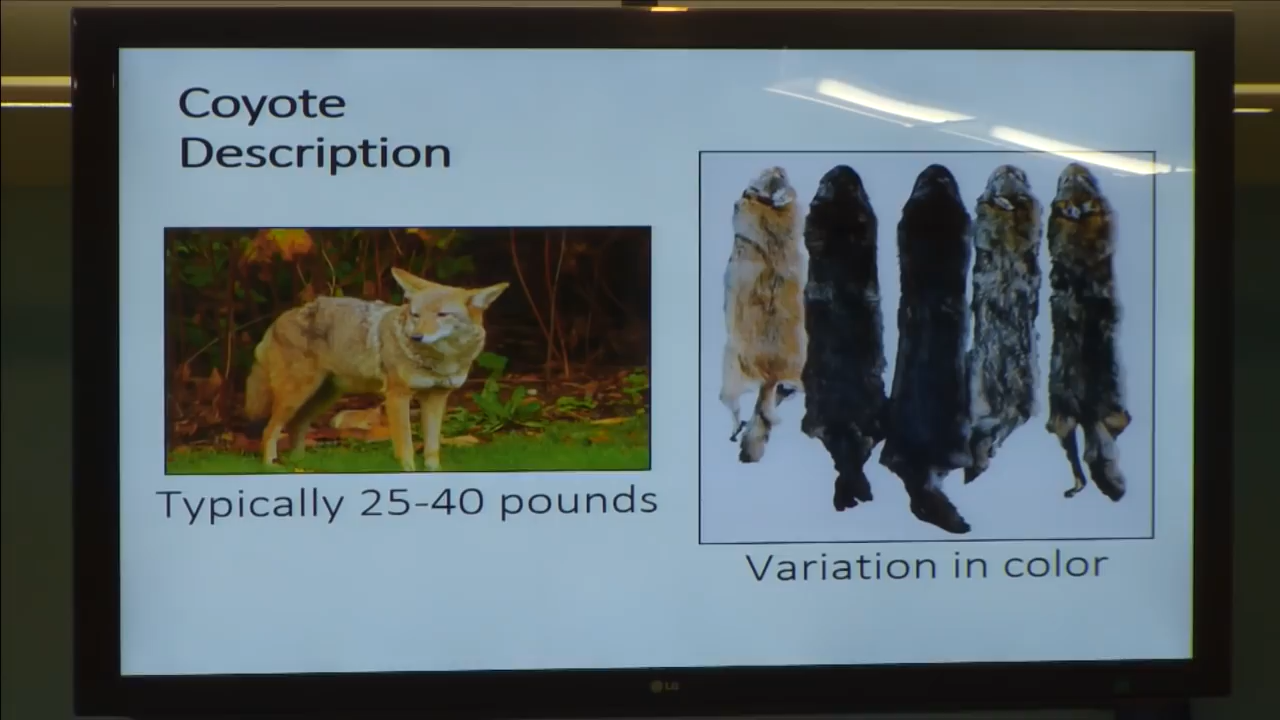 Coyote
Description
Typically 25-40 pounds
Variation in color
LG